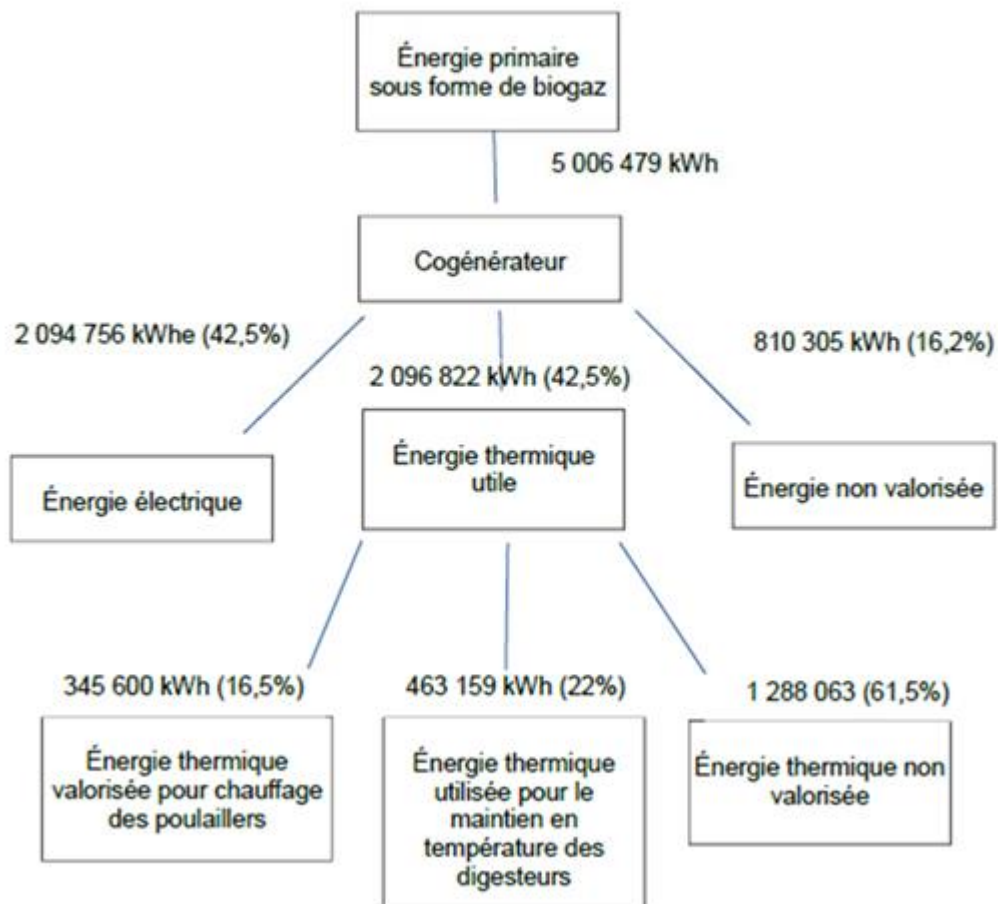 Énergie primaire
sous forme de biogaz
5 006 479 kWh
Cogénérateur
2 094 756 kWhe (42,5%)
2 096 822 kWh (42,5%)
810 305 kWh (16,2%)
Énergie électrique
Énergie thermique
utile
Énergie non valorisée
345 600 kWh (16,5%)
463 159 kWh (22%)
1 288 063 (61,5%)
Énergie thermique
valorisée pour chauffage
des poulaillers
Énergie thermique
utilisée pour le
maintien en
température des
digesteurs
Énergie thermique non
valorisée